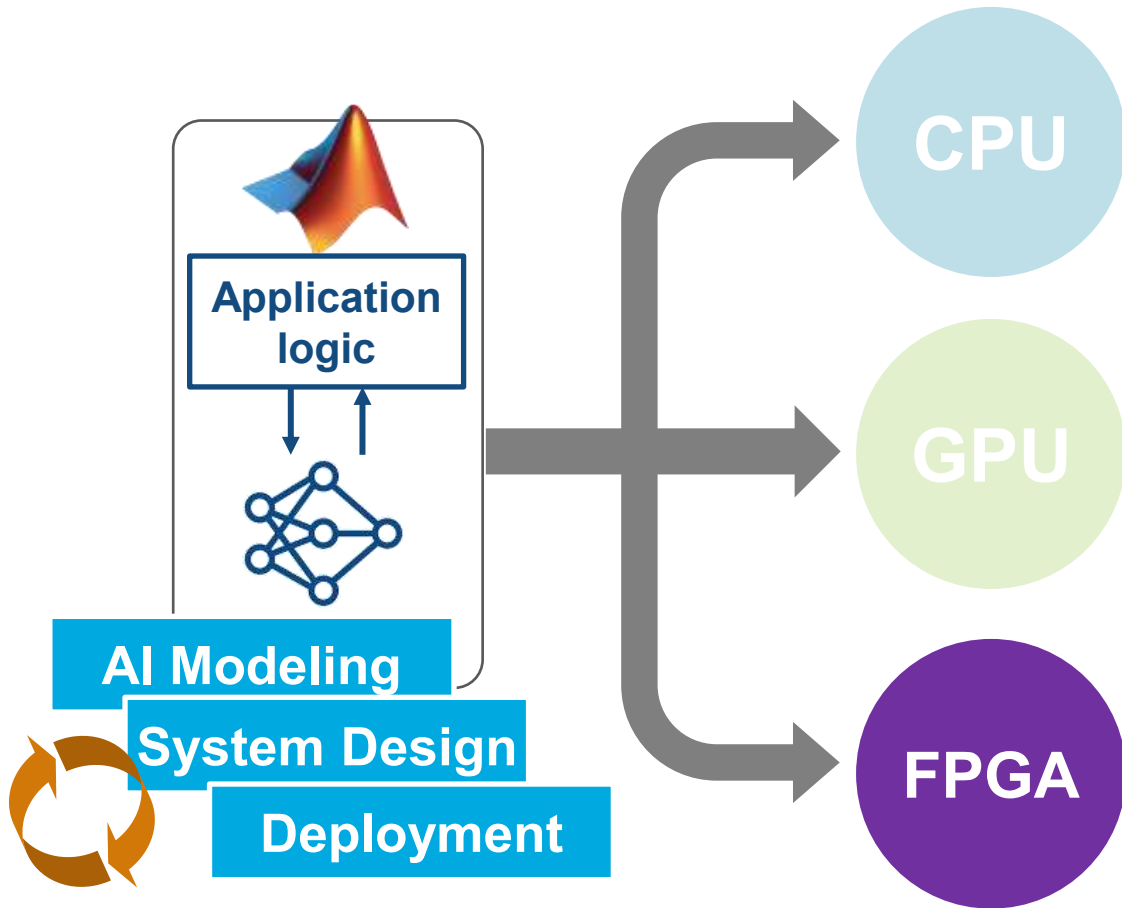 Application
logic
AI Modeling
System Design
Deployment
CPU
GPU
FPGA